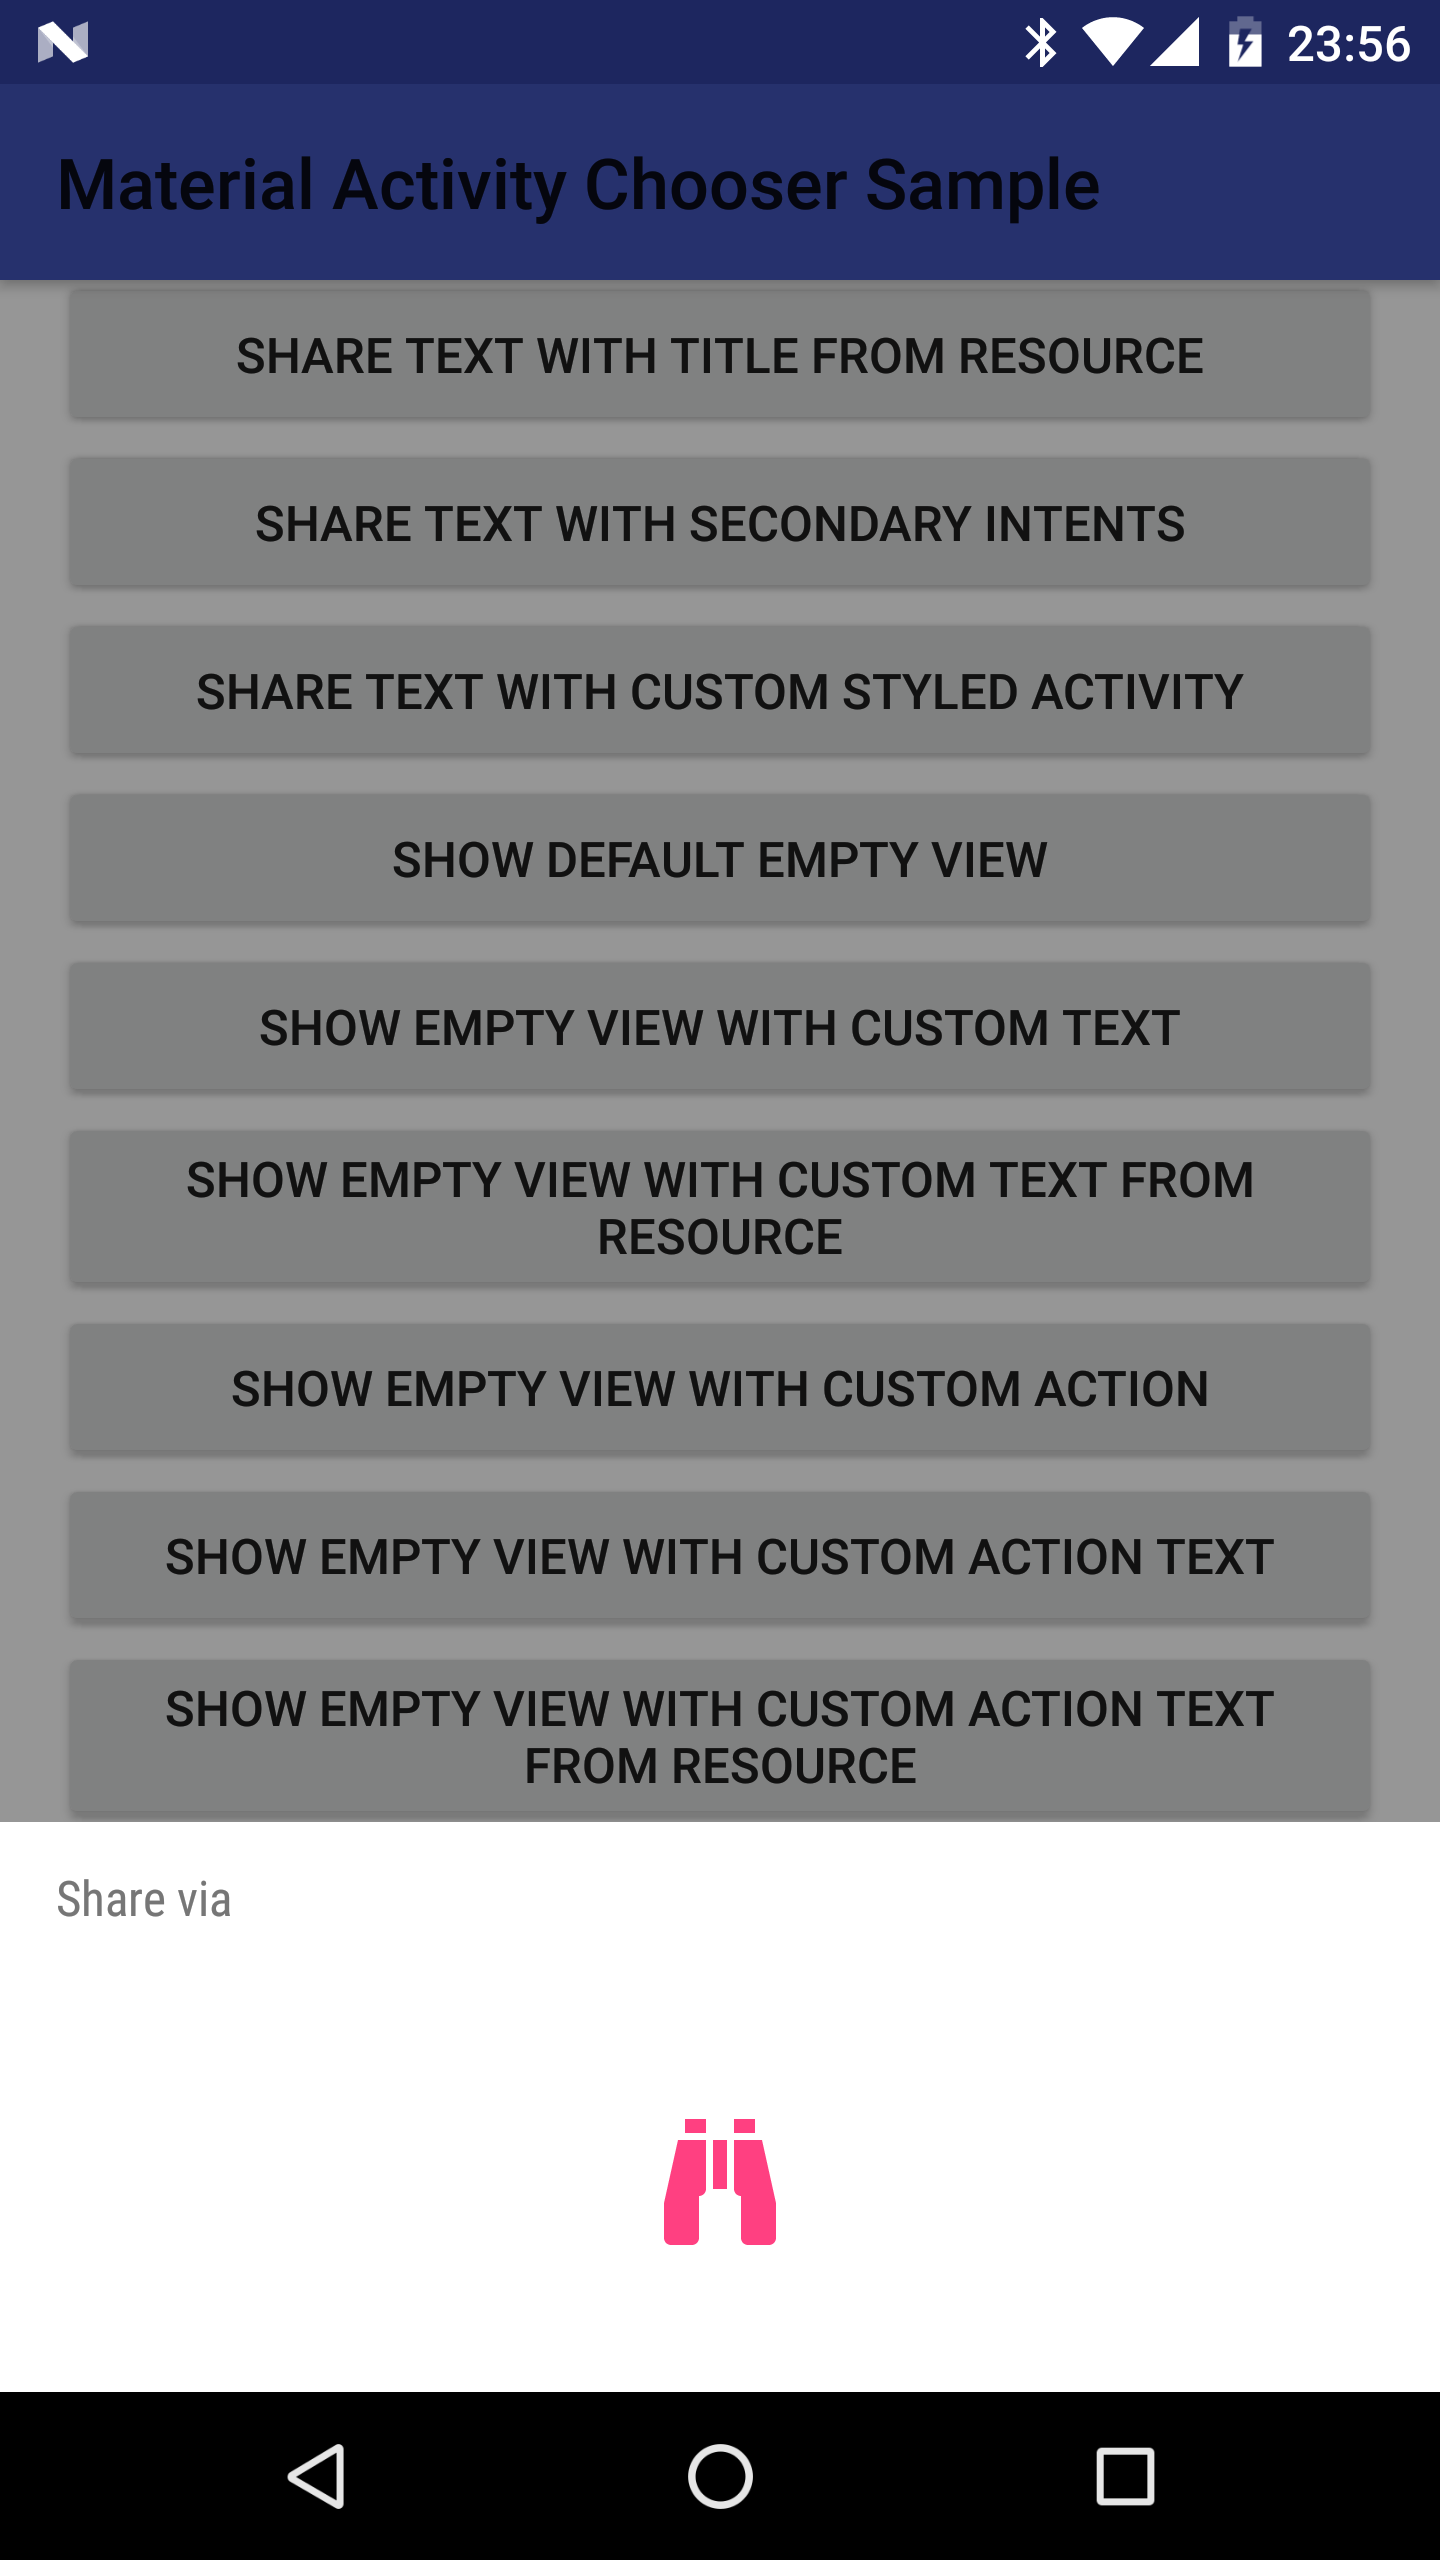 23:56
Material Activity Chooser Sample
SHARE TEXT WITH TITLE FROM RESOURCE
SHARE TEXT WITH SECONDARY INTENTS
SHARE TEXT WITH CUSTOM STYLED ACTIVITY
SHOW DEFAULT EMPTY VIEW
SHOW EMPTY VIEW WITH CUSTOM TEXT
SHOW EMPTY VIEW WITH CUSTOM TEXT FROM
RESOURCE
SHOW EMPTY VIEW WITH CUSTOM ACTION
SHOW EMPTY VIEW WITH CUSTOM ACTION TEXT
SHOW EMPTY VIEW WITH CUSTOM ACTION TEXT
FROM RESOURCE
Share via